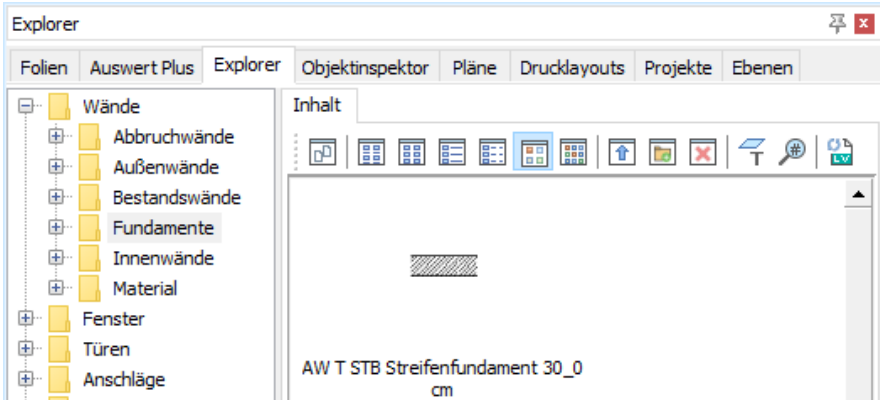 Explorer
Folien Auswert Plus Explorer Objektinspektor Pläne Drucklayouts Projekte Ebenen
Wände
Abbruchwände
Außenwände
Bestandswände
Fundamente
Innenwände
Material
Fenster
Türen
Anschläge
Inhalt
T # LV
AW T STB Streifenfundament 30_0
cm